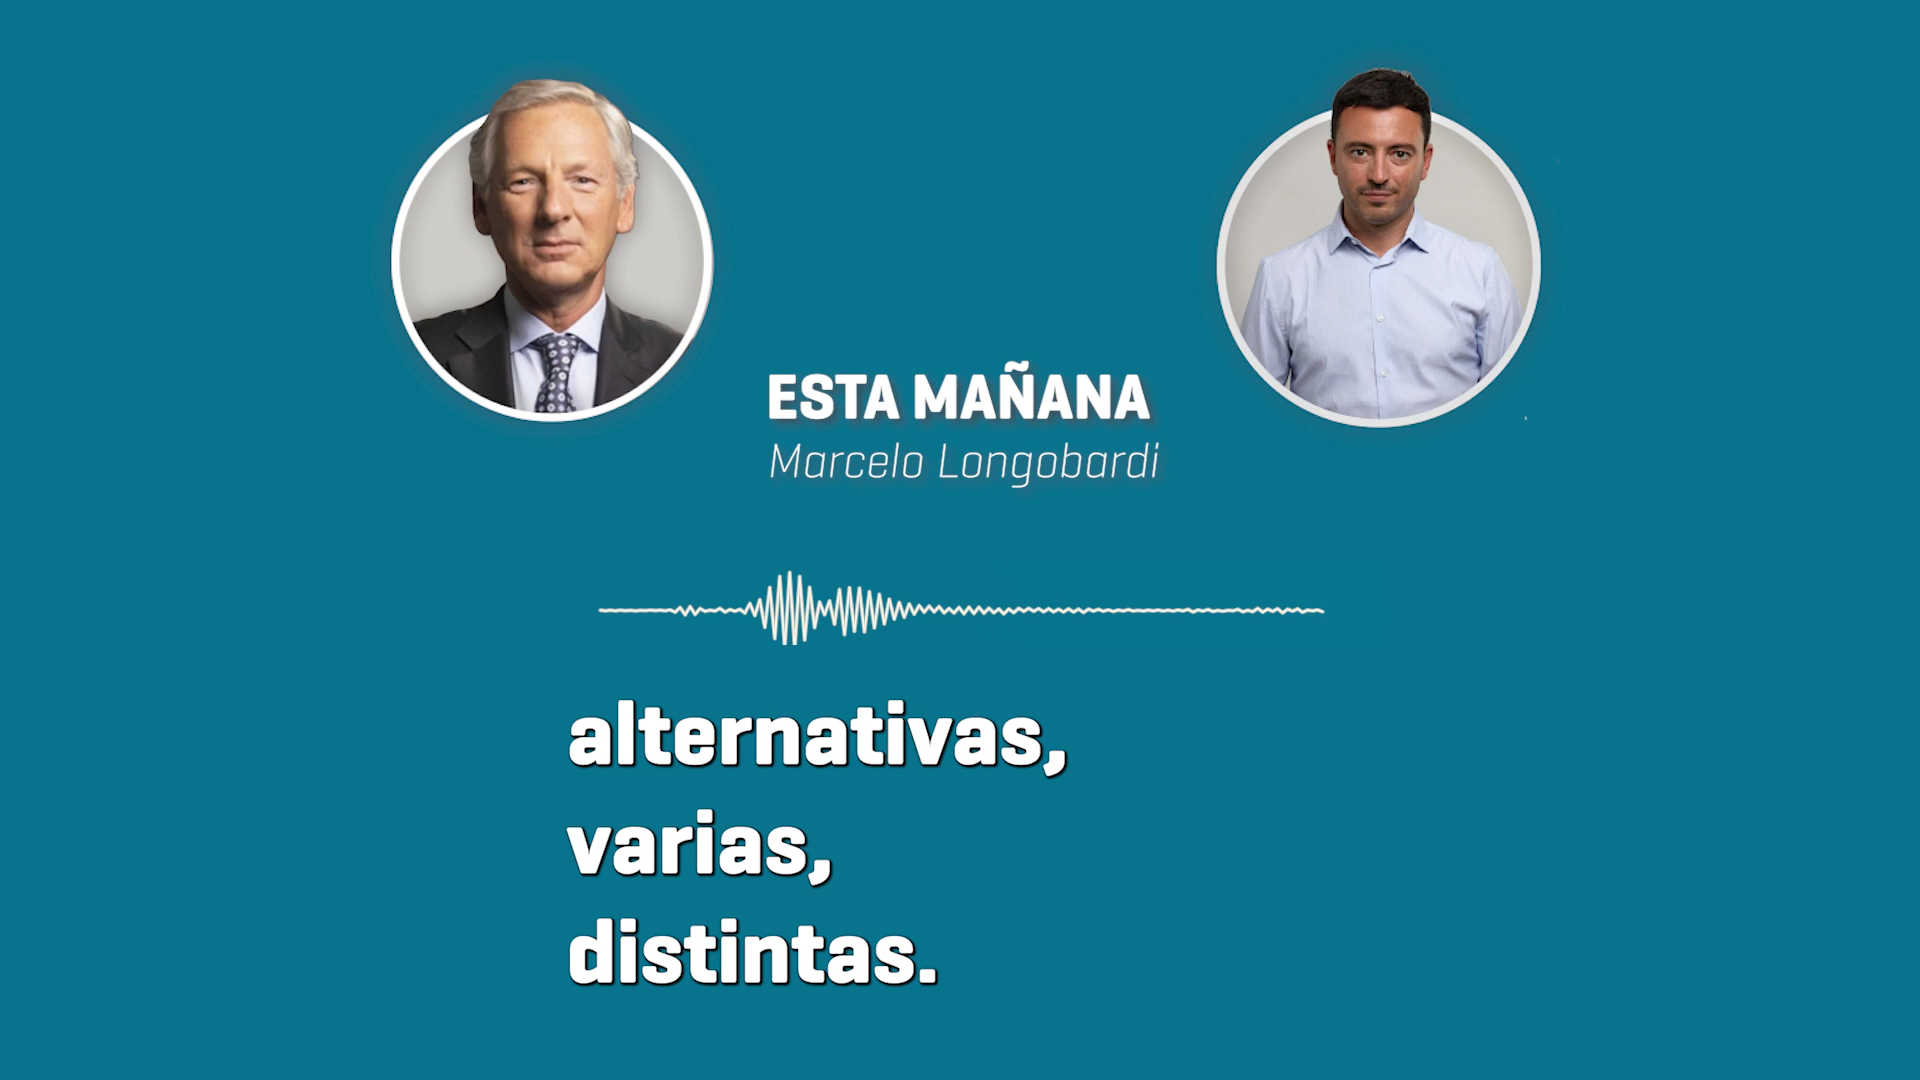 ESTA MAÑANA
Marcelo Longobardi
alternativas,
varias,
distintas.